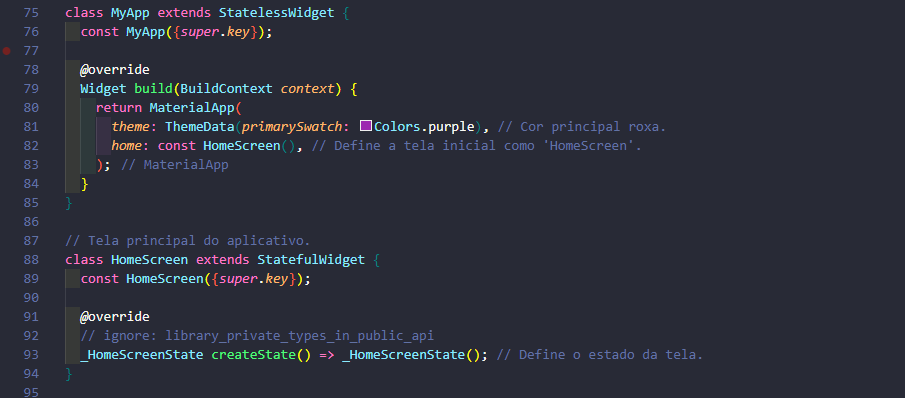 75 class MyApp extends StatelessWidget {
76   const MyApp({super.key});
77
78   @override
79   Widget build(BuildContext context) {
80     return MaterialApp(
81       theme: ThemeData(primarySwatch: Colors.purple), // Cor principal roxa.
82       home: const HomeScreen(), // Define a tela inicial como 'HomeScreen'.
83     ); // MaterialApp
84   }
85 }
86
87 // Tela principal do aplicativo.
88 class HomeScreen extends StatefulWidget {
89   const HomeScreen({super.key});
90
91   @override
92   // ignore: library_private_types_in_public_api
93   _HomeScreenState createState() => _HomeScreenState(); // Define o estado da tela.
94 }
95